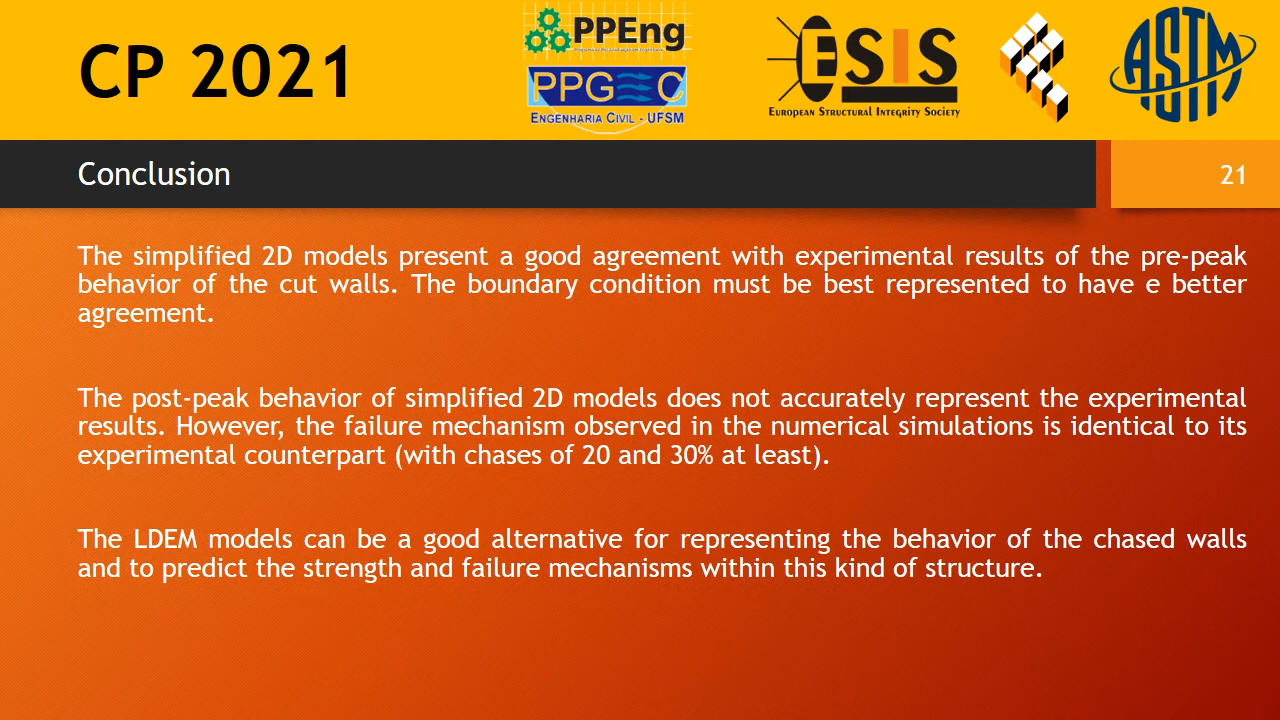 CP 2021
PPEng
PPGEC
ENGENHARIA CIVIL - UFSM
ESIS
EUROPEAN STRUCTURAL INTEGRITY SOCIETY
ASTM
Conclusion
21
The simplified 2D models present a good agreement with experimental results of the pre-peak
behavior of the cut walls. The boundary condition must be best represented to have e better
agreement.
The post-peak behavior of simplified 2D models does not accurately represent the experimental
results. However, the failure mechanism observed in the numerical simulations is identical to its
experimental counterpart (with chases of 20 and 30% at least).
The LDEM models can be a good alternative for representing the behavior of the chased walls
and to predict the strength and failure mechanisms within this kind of structure.